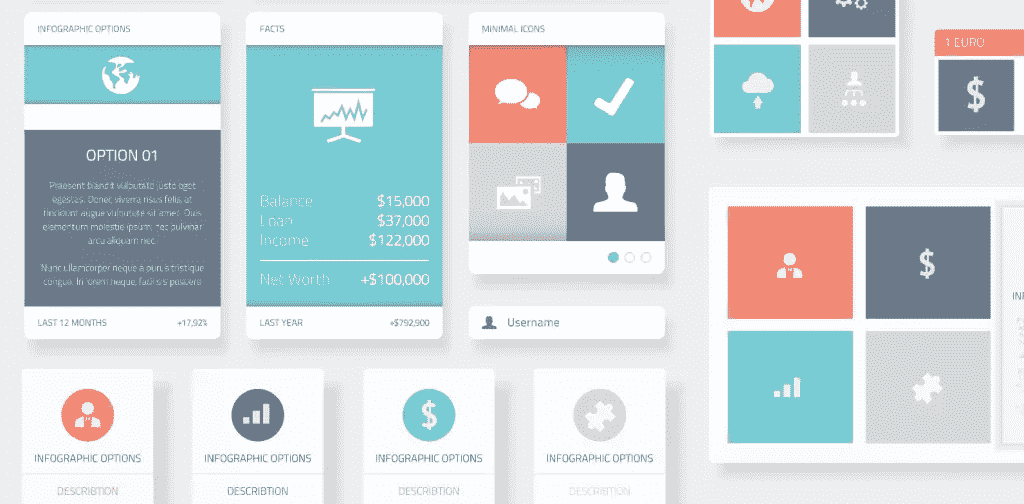 INFOGRAPHIC OPTIONS
OPTION 01
Praesent blandit vulputate justo eget
egestas. Donec viverra risus felis, at
tincidunt augue vulputate sit amet. Duis
elementum molestie ipsum, nec pulvinar
arcu aliquam nec.
Nunc ullamcorper neque a purus tristique
congue. In lorem neque, facilisis posuere
LAST 12 MONTHS +17,92%
FACTS
Balance $15,000
Loan $37,000
Income $122,000
Net Worth +$100,000
LAST YEAR +$792,900
MINIMAL ICONS
Username
1 EURO
$
$
INFOGRAPHIC OPTIONS
DESCRIBTION
INFOGRAPHIC OPTIONS
DESCRIBTION
$
INFOGRAPHIC OPTIONS
DESCRIBTION
INFOGRAPHIC OPTIONS
DESCRIBTION